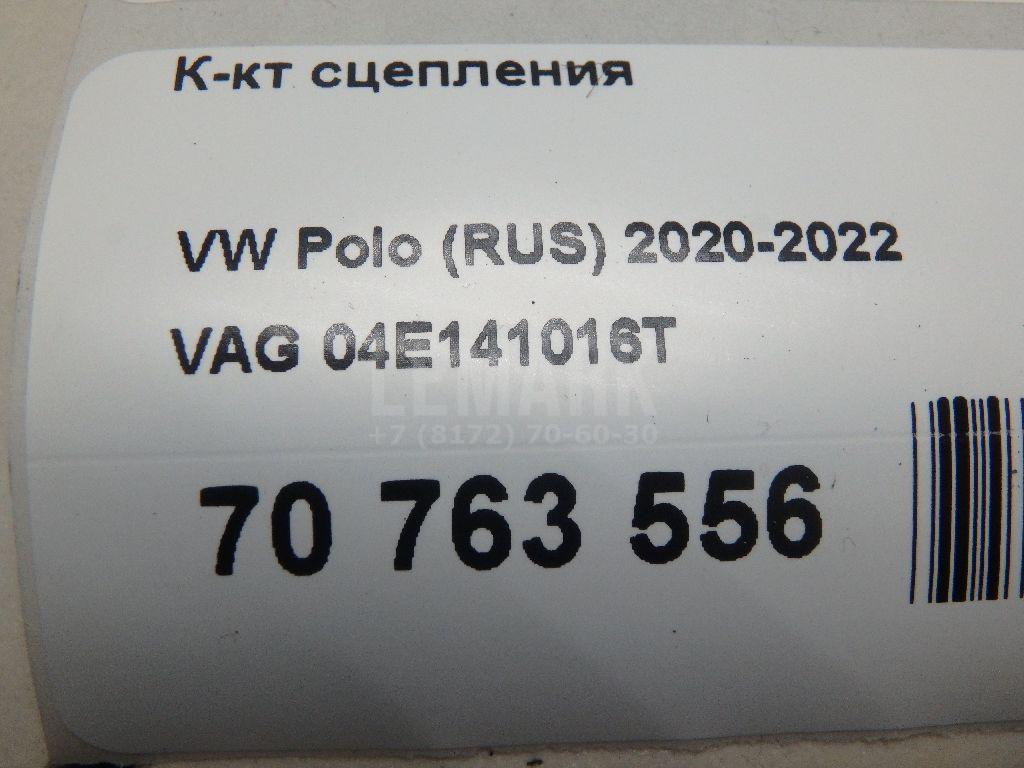 К-кт сцепления
VW Polo (RUS) 2020-2022
VAG 04E141016T
LEMARK
+7 (8172) 70-60-30
70 763 556